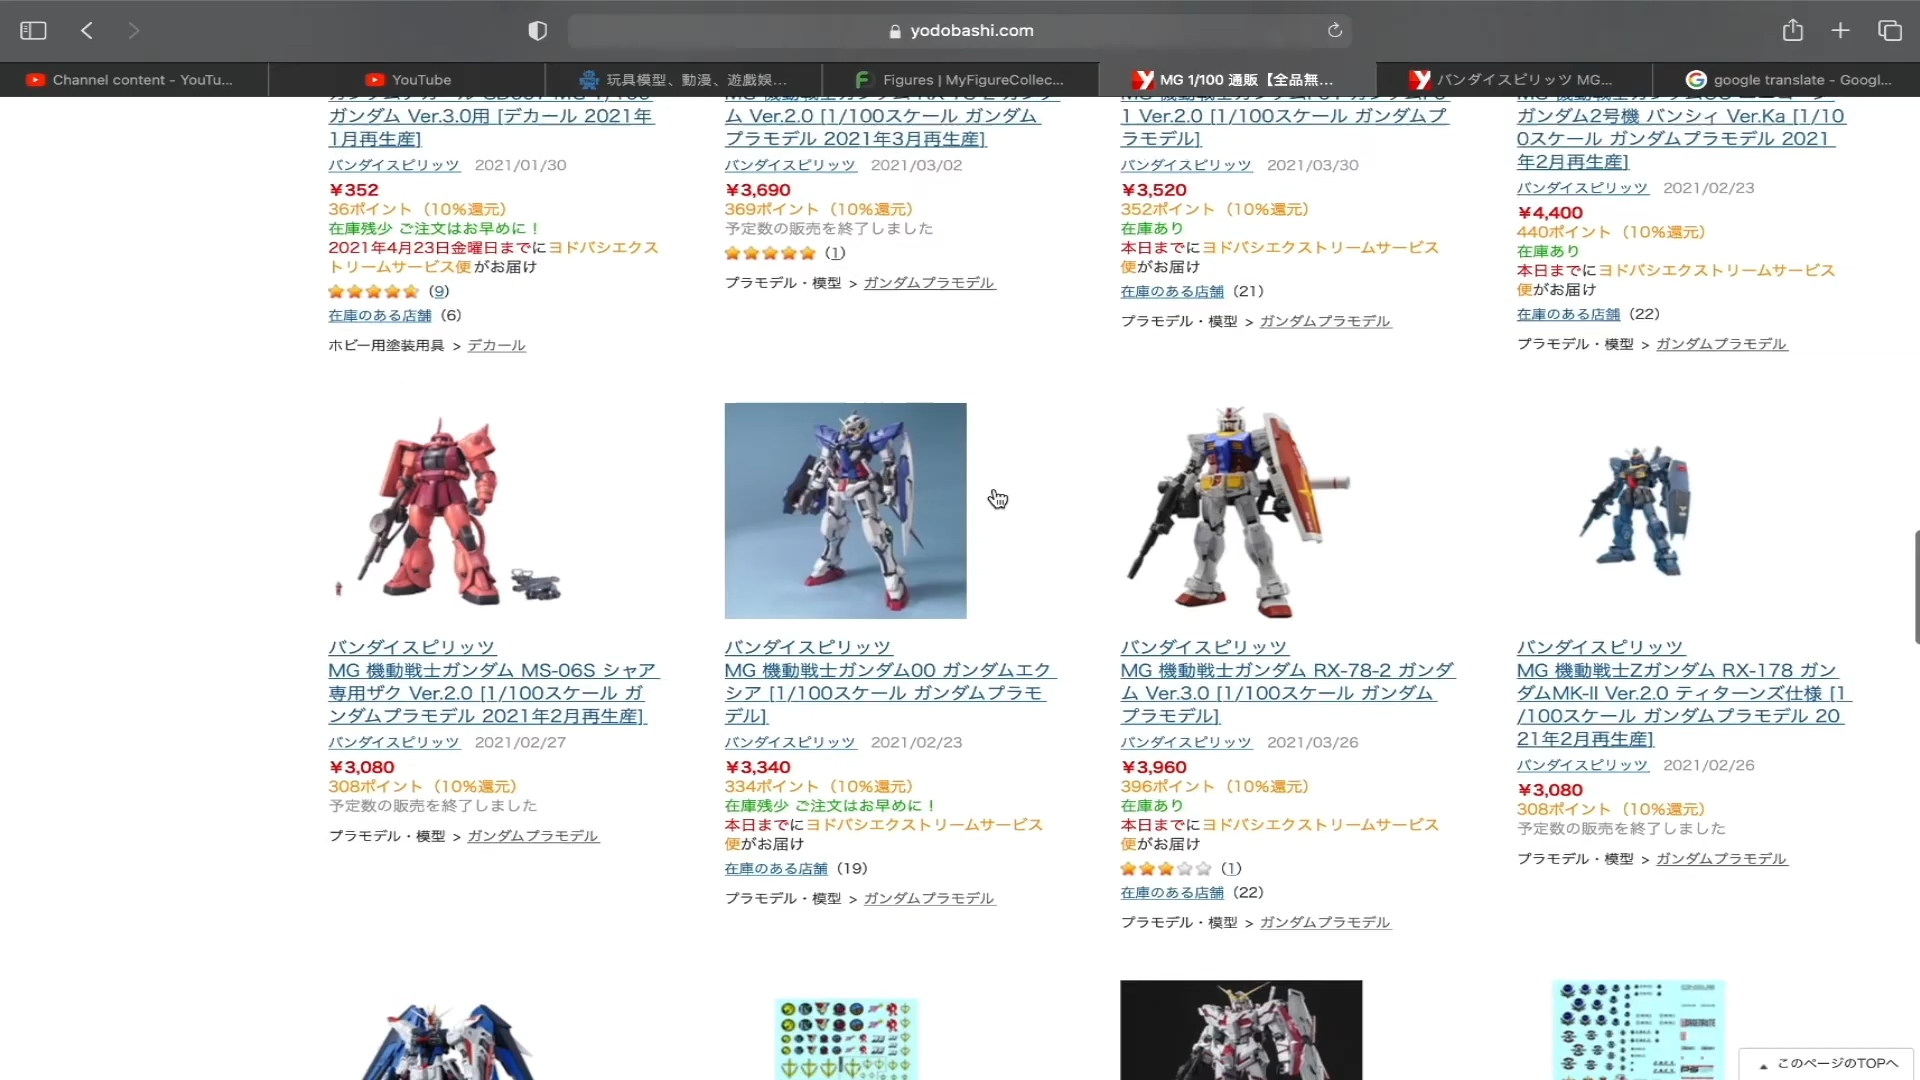 yodobashi.com
Channel content - YouTu...
YouTube
玩具模型、動漫、遊戲娛...
Figures | MyFigureCollec...
MG 1/100 通販【全品無...
バンダイスピリッツ MG...
google translate - Googl...
ガンダム Ver.3.0用 [デカール 2021年
1月再生産]
バンダイスピリッツ 2021/01/30
￥352
36ポイント（10%還元）
在庫残少 ご注文はお早めに！
2021年4月23日金曜日までにヨドバシエクス
トリームサービス便がお届け
(9)
在庫のある店舗 (6)
ホビー用塗装用具 > デカール
MG 機動戦士ガンダム RX-78-2 ガンダ
ム Ver.2.0 [1/100スケール ガンダム
プラモデル 2021年3月再生産]
バンダイスピリッツ 2021/03/02
￥3,690
369ポイント（10%還元）
予定数の販売を終了しました
(1)
プラモデル・模型 > ガンダムプラモデル
1 Ver.2.0 [1/100スケール ガンダムプ
ラモデル]
バンダイスピリッツ 2021/03/30
￥3,520
352ポイント（10%還元）
在庫あり
本日までにヨドバシエクストリームサービス
便がお届け
在庫のある店舗 (21)
プラモデル・模型 > ガンダムプラモデル
ガンダム2号機 バンシィ Ver.Ka [1/10
0スケール ガンダムプラモデル 2021
年2月再生産]
バンダイスピリッツ 2021/02/23
￥4,400
440ポイント（10%還元）
在庫あり
本日までにヨドバシエクストリームサービス
便がお届け
在庫のある店舗 (22)
プラモデル・模型 > ガンダムプラモデル
バンダイスピリッツ
MG 機動戦士ガンダム MS-06S シャア
専用ザク Ver.2.0 [1/100スケール ガ
ンダムプラモデル 2021年2月再生産]
バンダイスピリッツ 2021/02/27
￥3,080
308ポイント（10%還元）
予定数の販売を終了しました
プラモデル・模型 > ガンダムプラモデル
バンダイスピリッツ
MG 機動戦士ガンダム00 ガンダムエク
シア [1/100スケール ガンダムプラモ
デル]
バンダイスピリッツ 2021/02/23
￥3,340
334ポイント（10%還元）
在庫残少 ご注文はお早めに！
本日までにヨドバシエクストリームサービス
便がお届け
在庫のある店舗 (19)
プラモデル・模型 > ガンダムプラモデル
バンダイスピリッツ
MG 機動戦士ガンダム RX-78-2 ガンダ
ム Ver.3.0 [1/100スケール ガンダム
プラモデル]
バンダイスピリッツ 2021/03/26
￥3,960
396ポイント（10%還元）
在庫あり
本日までにヨドバシエクストリームサービス
便がお届け
(1)
在庫のある店舗 (22)
プラモデル・模型 > ガンダムプラモデル
バンダイスピリッツ
MG 機動戦士Zガンダム RX-178 ガン
ダムMK-II Ver.2.0 ティターンズ仕様 [1
/100スケール ガンダムプラモデル 20
21年2月再生産]
バンダイスピリッツ 2021/02/26
￥3,080
308ポイント（10%還元）
予定数の販売を終了しました
プラモデル・模型 > ガンダムプラモデル
このページのTOPへ